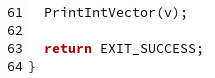 61   PrintIntVector(v);
62
63   return EXIT_SUCCESS;
64 }